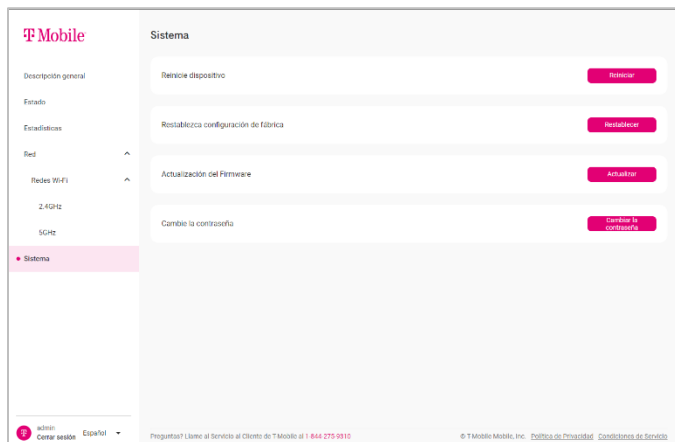 T Mobile
Sistema
Descripción general
Estado
Estadísticas
Red
Redes Wi-Fi
2.4GHz
5GHz
Sistema
Reinicie dispositivo
Reiniciar
Restablezca configuración de fábrica
Restablecer
Actualización del Firmware
Actualizar
Cambie la contraseña
Cambiar la
contraseña
admin
Cerrar sesión
Español
Preguntas? Llame al Servicio al Cliente de T-Mobile al 1-844-275-9310
© T-Mobile Mobile, Inc. Política de Privacidad Condiciones de Servicio